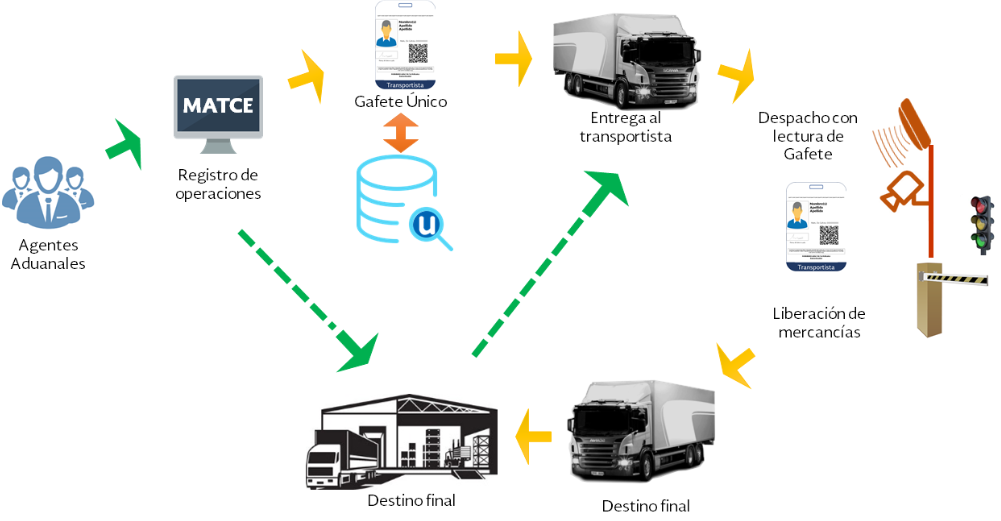 Agentes
Aduanales
MATCE
Registro de
operaciones
Transportista
Gafete Único
u
Entrega al
transportista
Despacho con
lectura de
Gafete
Transportista
Liberación de
mercancías
Destino final
Destino final